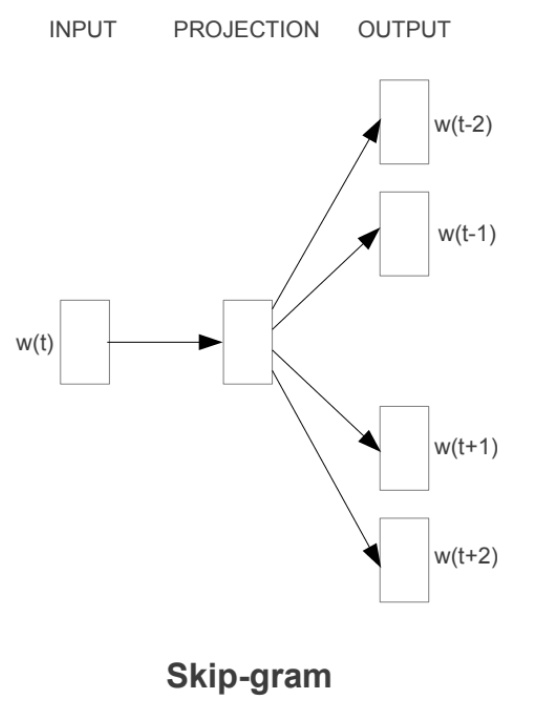 INPUT PROJECTION OUTPUT
w(t-2)
w(t-1)
w(t)
w(t+1)
w(t+2)
Skip-gram